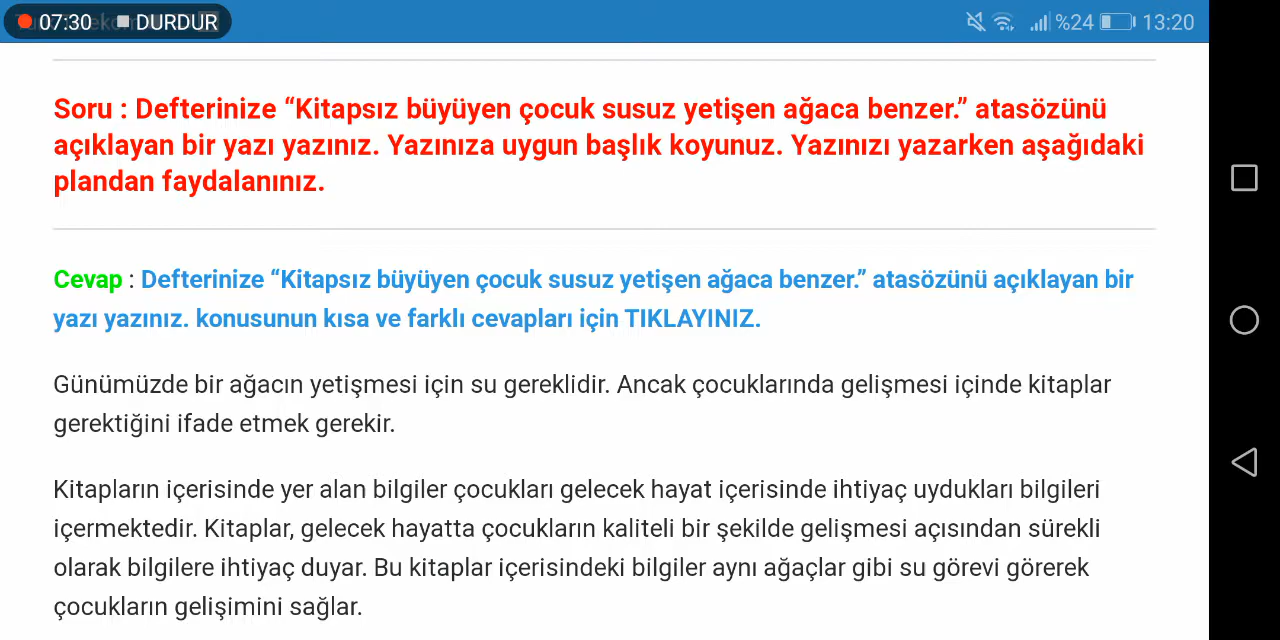 07:30 DURDUR %24 13:20
Soru : Defterinize “Kitapsız büyüyen çocuk susuz yetişen ağaca benzer.” atasözünü
açıklayan bir yazı yazınız. Yazınıza uygun başlık koyunuz. Yazınızı yazarken aşağıdaki
plandan faydalanınız.
Cevap : Defterinize “Kitapsız büyüyen çocuk susuz yetişen ağaca benzer.” atasözünü açıklayan bir
yazı yazınız. konusunun kısa ve farklı cevapları için TIKLAYINIZ.
Günümüzde bir ağacın yetişmesi için su gereklidir. Ancak çocuklarında gelişmesi içinde kitaplar
gerektiğini ifade etmek gerekir.
Kitapların içerisinde yer alan bilgiler çocukları gelecek hayat içerisinde ihtiyaç uydukları bilgileri
içermektedir. Kitaplar, gelecek hayatta çocukların kaliteli bir şekilde gelişmesi açısından sürekli
olarak bilgilere ihtiyaç duyar. Bu kitaplar içerisindeki bilgiler aynı ağaçlar gibi su görevi görerek
çocukların gelişimini sağlar.